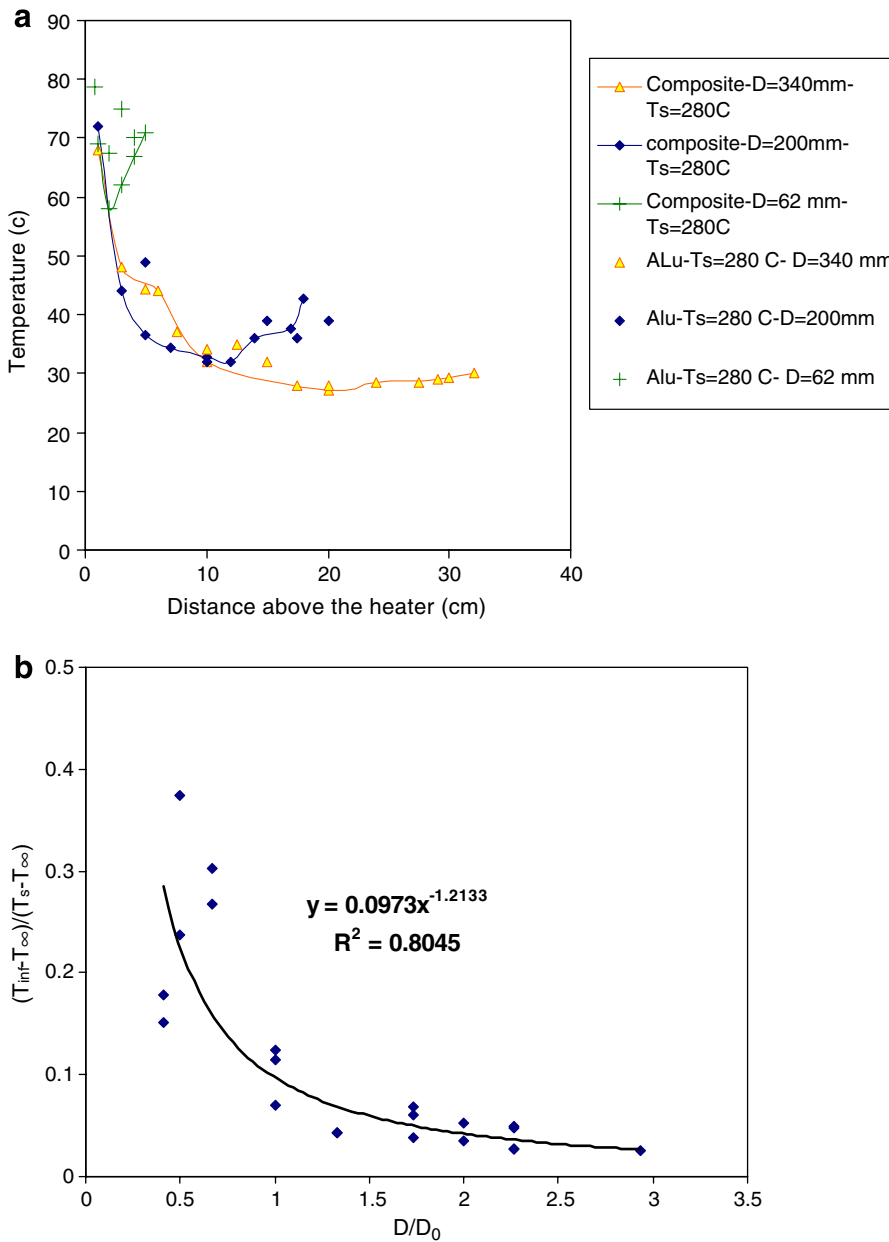 a
90
80
70
60
50
40
30
20
10
0
Temperature (c)
0 10 20 30 40
Distance above the heater (cm)
Composite-D=340mm-
Ts=280C
composite-D=200mm-
Ts=280C
Composite-D=62 mm-
Ts=280C
ALu-Ts=280 C- D=340 mm
Alu-Ts=280 C-D=200mm
Alu-Ts=280 C- D=62 mm
b
0.5
0.4
0.3
0.2
0.1
0
(Tinf-T∞)/(Ts-T∞)
y = 0.0973x^-1.2133
R² = 0.8045
0 0.5 1 1.5 2 2.5 3 3.5
D/D₀